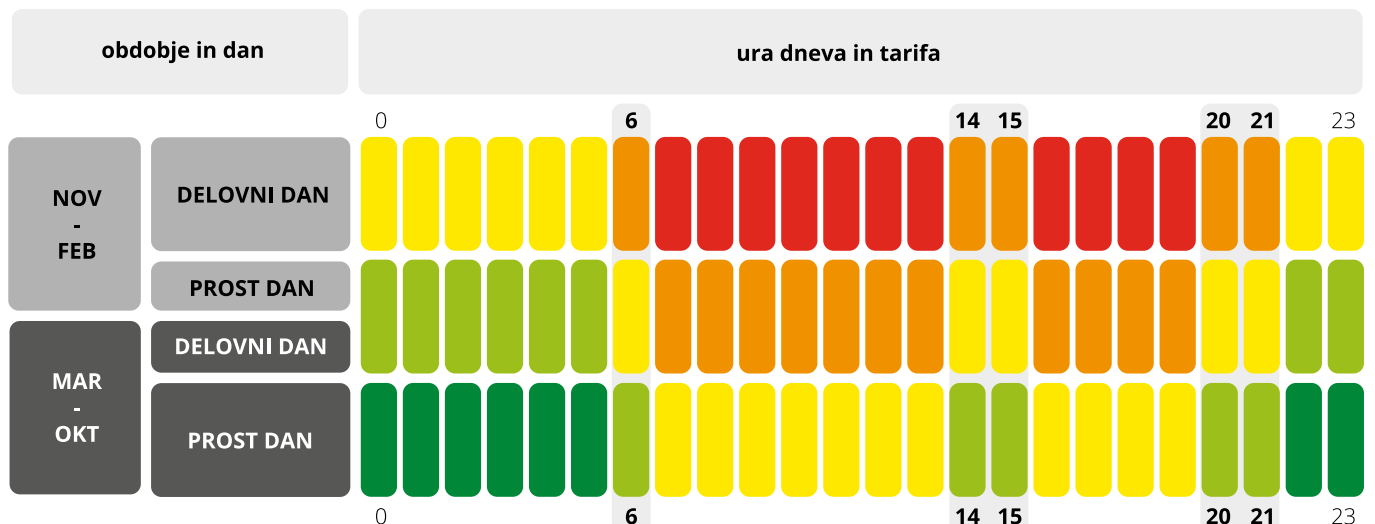 obdobje in dan
ura dneva in tarifa
0 6 14 15 20 21 23
NOV
-
FEB
DELOVNI DAN
PROST DAN
MAR
-
OKT
DELOVNI DAN
PROST DAN
0 6 14 15 20 21 23